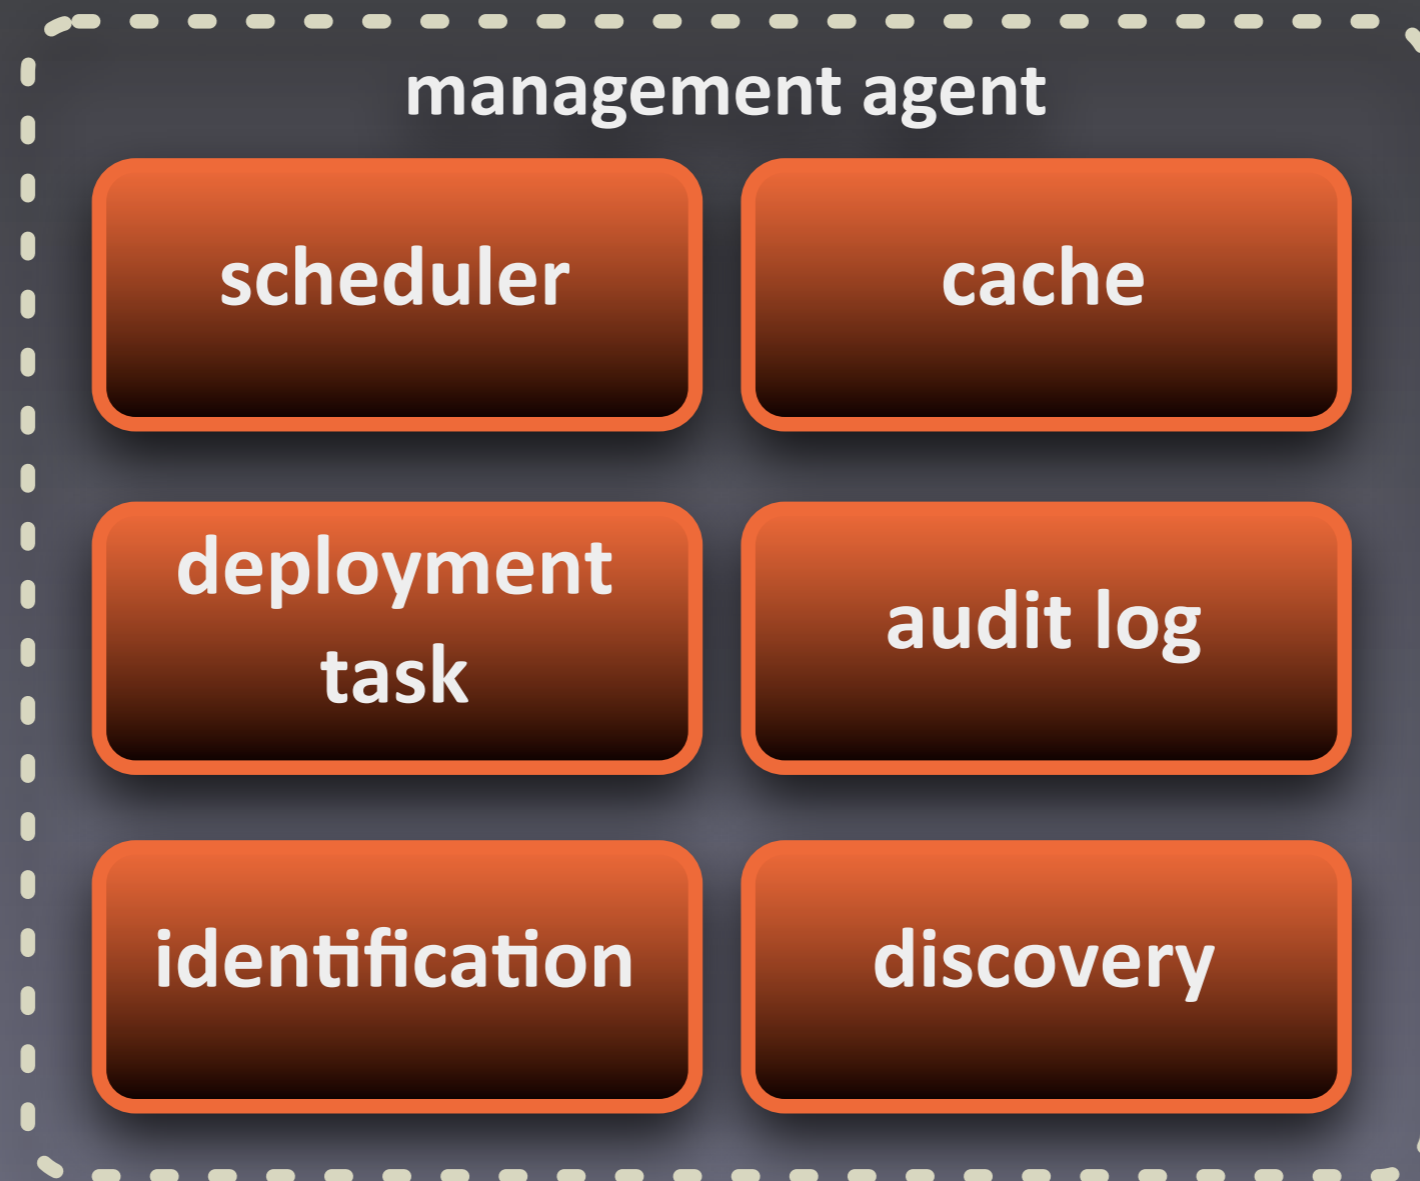 management agent
scheduler
cache
deployment
task
audit log
identification
discovery